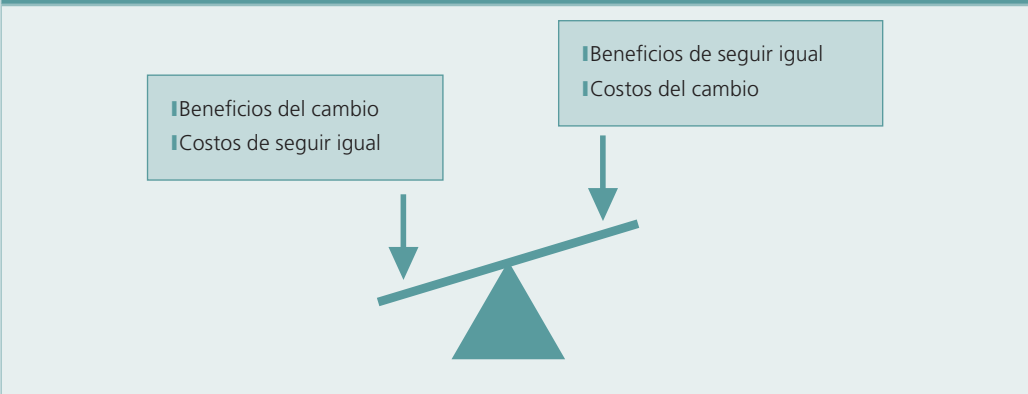 Beneficios del cambio
Costos de seguir igual
Beneficios de seguir igual
Costos del cambio